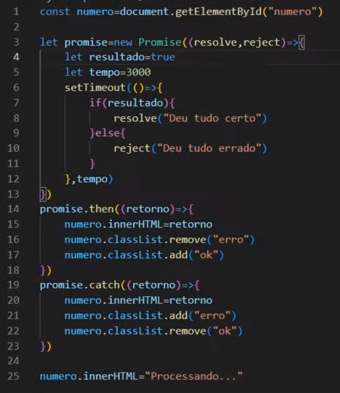 1 const numero=document.getElementById("numero")
2
3 let promise=new Promise((resolve,reject)=>{
4     let resultado=true
5     let tempo=3000
6     setTimeout(()=>{
7         if(resultado){
8             resolve("Deu tudo certo")
9         }else{
10             reject("Deu tudo errado")
11         }
12     },tempo)
13 })
14 promise.then((retorno)=>{
15     numero.innerHTML=retorno
16     numero.classList.remove("erro")
17     numero.classList.add("ok")
18 })
19 promise.catch((retorno)=>{
20     numero.innerHTML=retorno
21     numero.classList.add("erro")
22     numero.classList.remove("ok")
23 })
24
25 numero.innerHTML="Processando..."